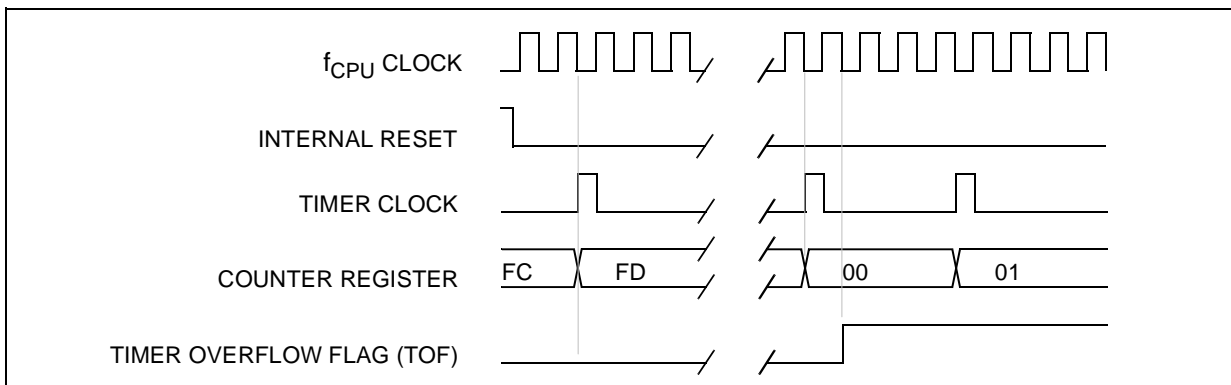 fCPU CLOCK
INTERNAL RESET
TIMER CLOCK
COUNTER REGISTER FC FD 00 01
TIMER OVERFLOW FLAG (TOF)